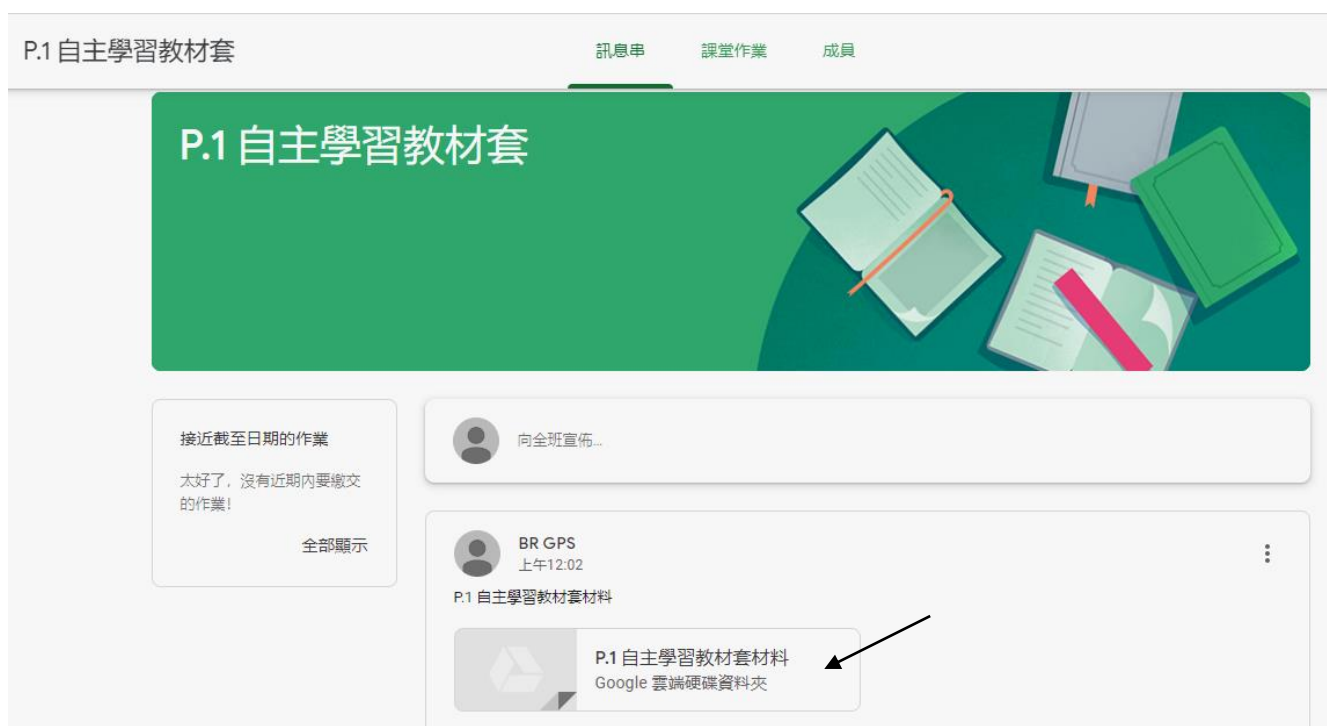 P.1 自主學習教材套
訊息串 課堂作業 成員
P.1 自主學習教材套
接近截至日期的作業
太好了，沒有近期內要繳交
的作業！
全部顯示
向全班宣佈...
BR GPS
上午12:02
P.1 自主學習教材套材料
P.1 自主學習教材套材料
Google 雲端硬碟資料夾